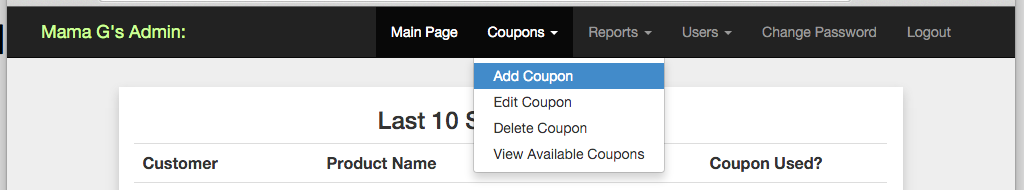 Mama G's Admin: Main Page Coupons Reports Users Change Password Logout
Add Coupon
Edit Coupon
Delete Coupon
View Available Coupons
Last 10
Customer Product Name Coupon Used?